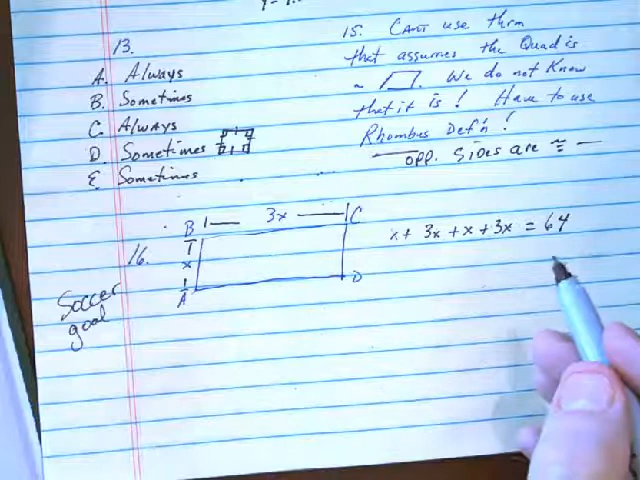 13.
A. Always
B. Sometimes
C. Always
D. Sometimes
E. Sometimes
15. CAN'T use thm
that assumes the Quad is
a . We do not Know
that it is! Have to use
Rhombus Def'n!
opp. Sides are ≅
16.
Soccer
goal
B 3x C
x
A D
x + 3x + x + 3x = 64